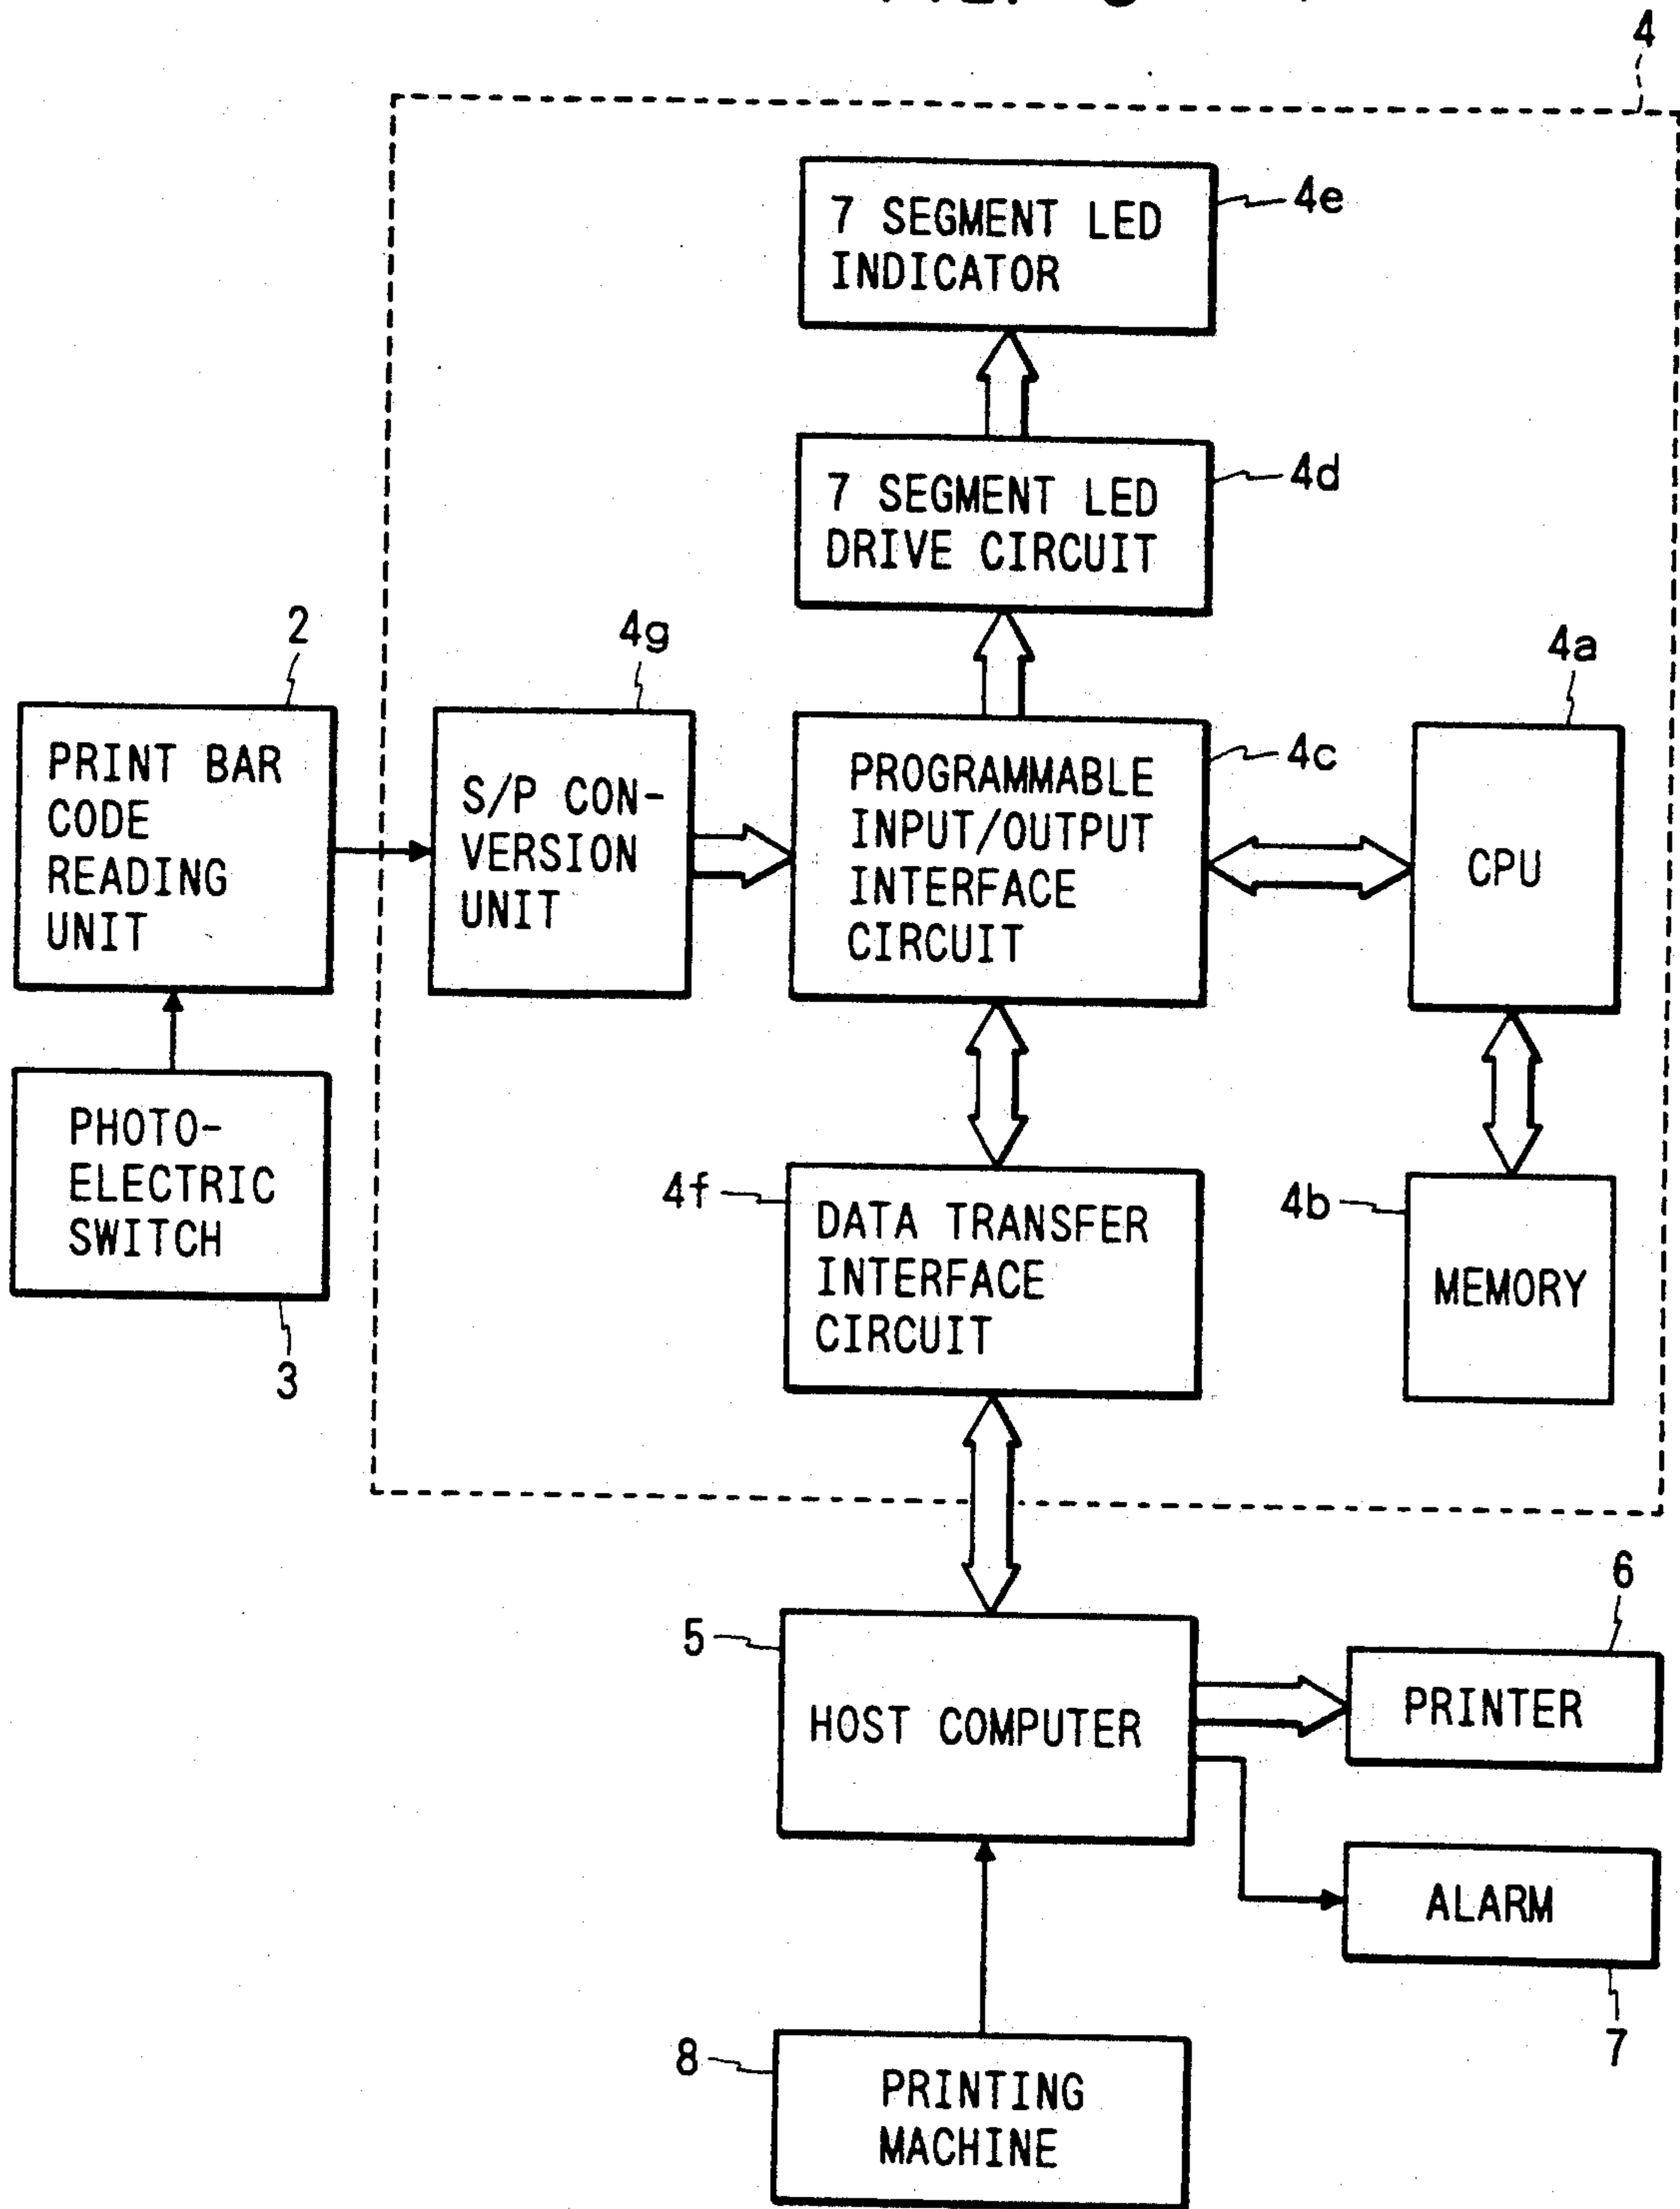 4
7 SEGMENT LED
INDICATOR
4e
7 SEGMENT LED
DRIVE CIRCUIT
4d
2
PRINT BAR
CODE
READING
UNIT
4g
S/P CON-
VERSION
UNIT
PROGRAMMABLE
INPUT/OUTPUT
INTERFACE
CIRCUIT
4c
4a
CPU
PHOTO-
ELECTRIC
SWITCH
3
4f
DATA TRANSFER
INTERFACE
CIRCUIT
4b
MEMORY
5
HOST COMPUTER
6
PRINTER
ALARM
7
8
PRINTING
MACHINE